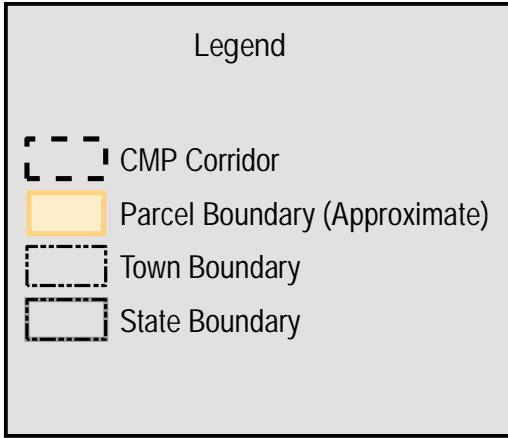 Legend
CMP Corridor
Parcel Boundary (Approximate)
Town Boundary
State Boundary